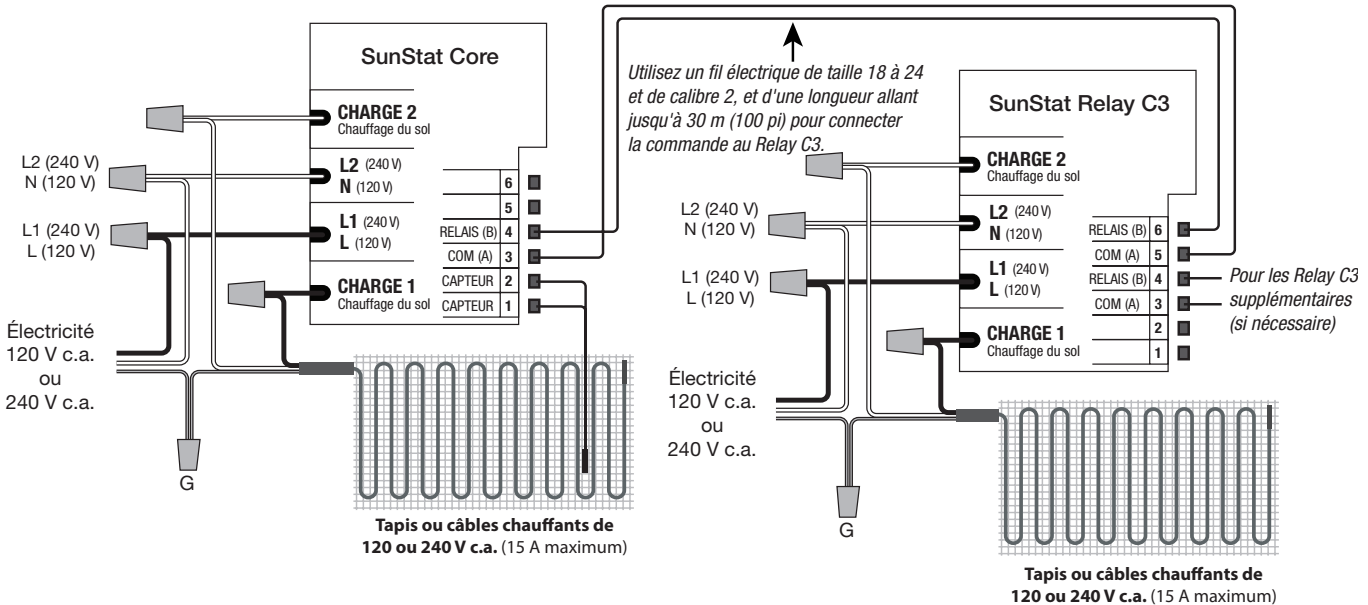 SunStat Core
CHARGE 2
Chauffage du sol
L2 (240 V)
N (120 V)
L1 (240 V)
L (120 V)
CHARGE 1
Chauffage du sol
6
5
RELAIS (B) 4
COM (A) 3
CAPTEUR 2
CAPTEUR 1
L2 (240 V)
N (120 V)
L1 (240 V)
L (120 V)
Électricité
120 V c.a.
ou
240 V c.a.
G
Tapis ou câbles chauffants de
120 ou 240 V c.a. (15 A maximum)
Utilisez un fil électrique de taille 18 à 24
et de calibre 2, et d'une longueur allant
jusqu'à 30 m (100 pi) pour connecter
la commande au Relay C3.
SunStat Relay C3
CHARGE 2
Chauffage du sol
L2 (240 V)
N (120 V)
L1 (240 V)
L (120 V)
CHARGE 1
Chauffage du sol
RELAIS (B) 6
COM (A) 5
RELAIS (B) 4
COM (A) 3
2
1
Pour les Relay C3
supplémentaires
(si nécessaire)
L2 (240 V)
N (120 V)
L1 (240 V)
L (120 V)
Électricité
120 V c.a.
ou
240 V c.a.
G
Tapis ou câbles chauffants de
120 ou 240 V c.a. (15 A maximum)